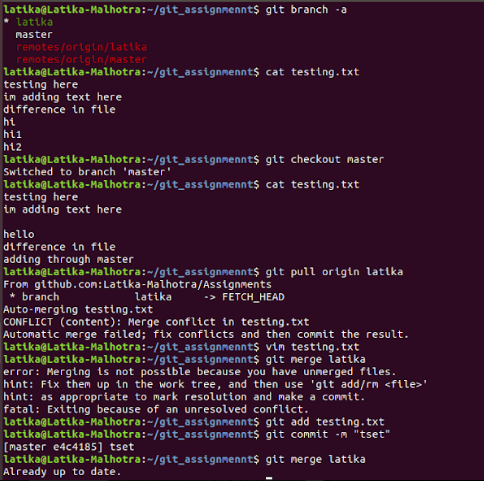 latika@Latika-Malhotra:~/git_assignmennt$ git branch -a
* latika
master
remotes/origin/latika
remotes/origin/master
latika@Latika-Malhotra:~/git_assignmennt$ cat testing.txt
testing here
im adding text here
difference in file
hi
hi1
hi2
latika@Latika-Malhotra:~/git_assignmennt$ git checkout master
Switched to branch 'master'
latika@Latika-Malhotra:~/git_assignmennt$ cat testing.txt
testing here
im adding text here

hello
difference in file
adding through master
latika@Latika-Malhotra:~/git_assignmennt$ git pull origin latika
From github.com:Latika-Malhotra/Assignments
* branch            latika     -> FETCH_HEAD
Auto-merging testing.txt
CONFLICT (content): Merge conflict in testing.txt
Automatic merge failed; fix conflicts and then commit the result.
latika@Latika-Malhotra:~/git_assignmennt$ vim testing.txt
latika@Latika-Malhotra:~/git_assignmennt$ git merge latika
error: Merging is not possible because you have unmerged files.
hint: Fix them up in the work tree, and then use 'git add/rm <file>'
hint: as appropriate to mark resolution and make a commit.
fatal: Exiting because of an unresolved conflict.
latika@Latika-Malhotra:~/git_assignmennt$ git add testing.txt
latika@Latika-Malhotra:~/git_assignmennt$ git commit -m "tset"
[master e4c4185] tset
latika@Latika-Malhotra:~/git_assignmennt$ git merge latika
Already up to date.